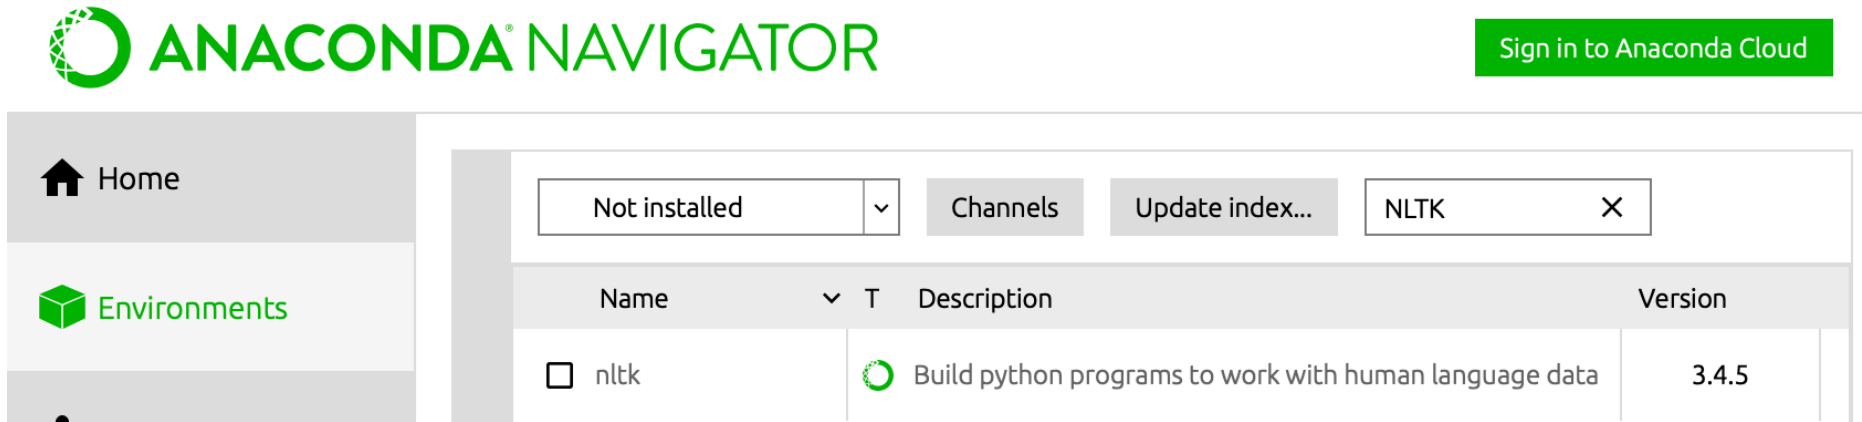 ANACONDA® NAVIGATOR
Sign in to Anaconda Cloud
Home
Not installed
Channels
Update index...
NLTK
Environments
Name T Description Version
nltk Build python programs to work with human language data 3.4.5